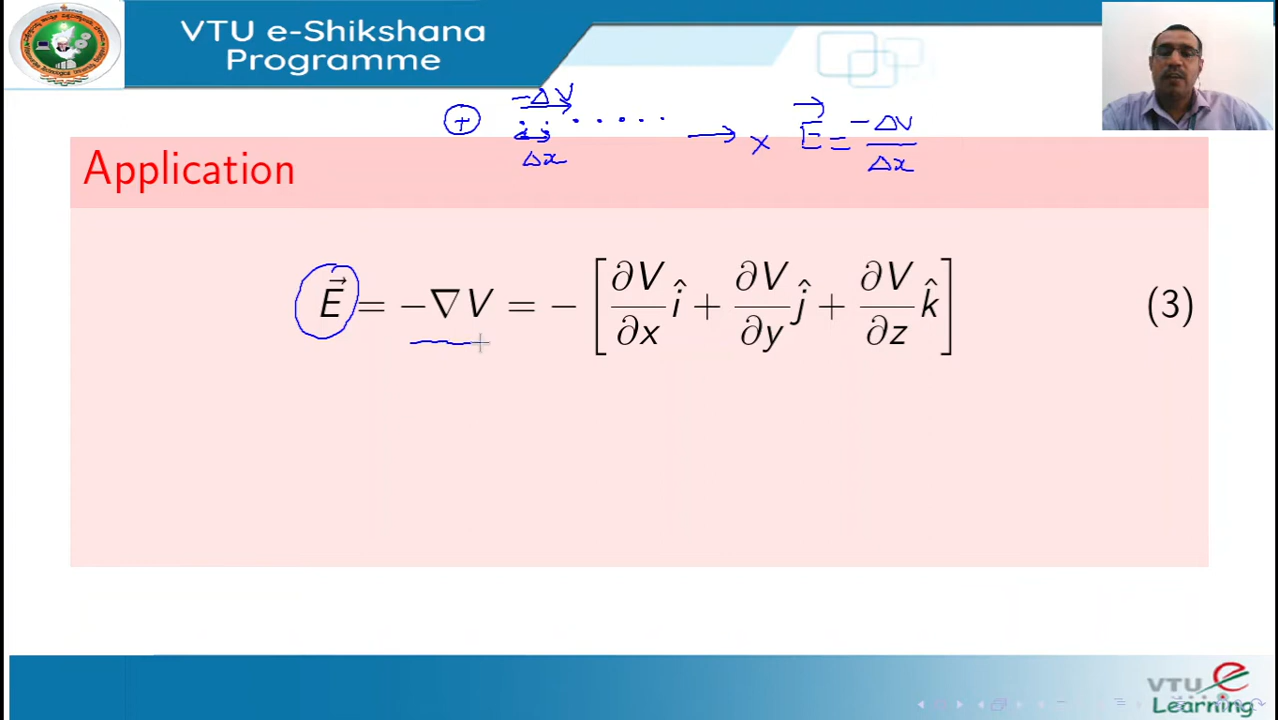 VTU e-Shikshana
Programme
-ΔV
+ . . . . . . . → x E⃗ = -ΔV/Δx
Δx
Application
E⃗ = -∇V = -[∂V/∂x î + ∂V/∂y ĵ + ∂V/∂z k̂] (3)
VTU e
Learning